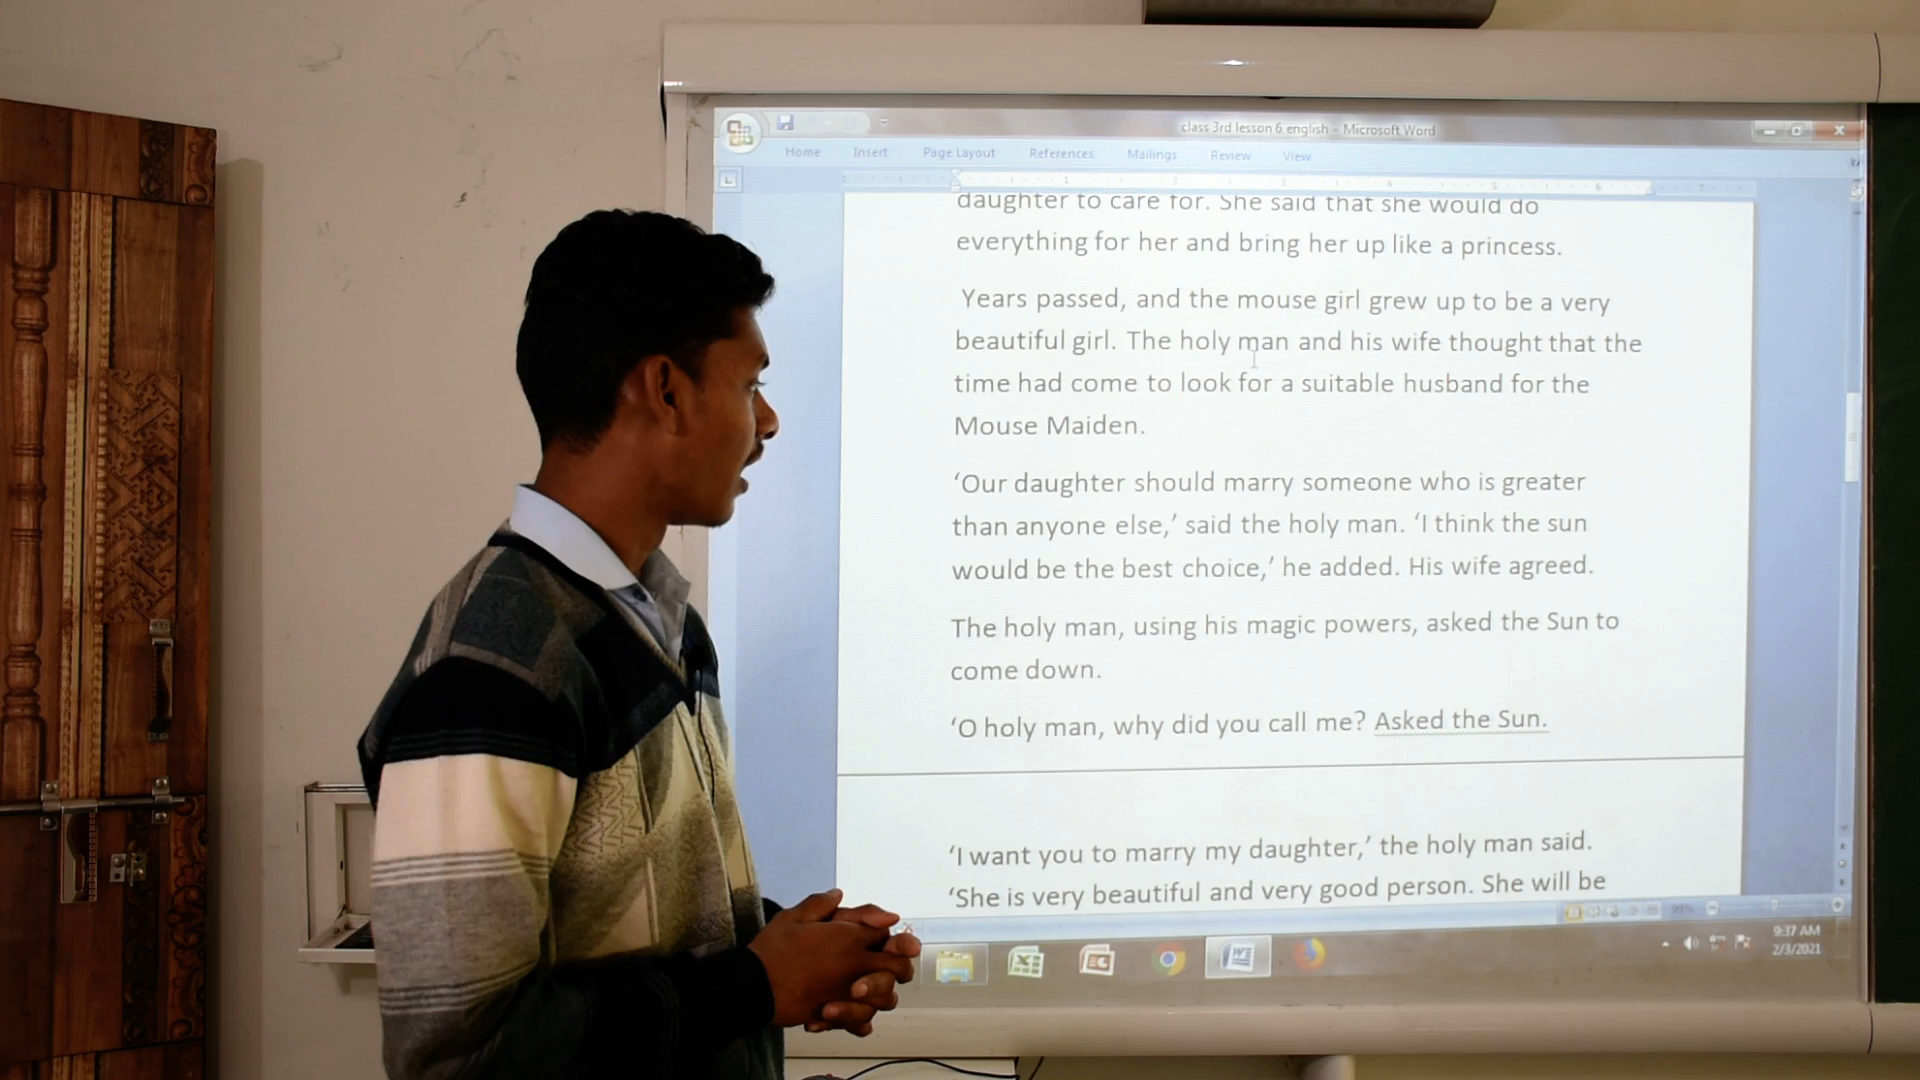 class 3rd lesson 6 english - Microsoft Word
Home Insert Page Layout References Mailings Review View
daughter to care for. She said that she would do
everything for her and bring her up like a princess.
Years passed, and the mouse girl grew up to be a very
beautiful girl. The holy man and his wife thought that the
time had come to look for a suitable husband for the
Mouse Maiden.
‘Our daughter should marry someone who is greater
than anyone else,’ said the holy man. ‘I think the sun
would be the best choice,’ he added. His wife agreed.
The holy man, using his magic powers, asked the Sun to
come down.
‘O holy man, why did you call me? Asked the Sun.
‘I want you to marry my daughter,’ the holy man said.
‘She is very beautiful and very good person. She will be
99%
9:37 AM
2/3/2021